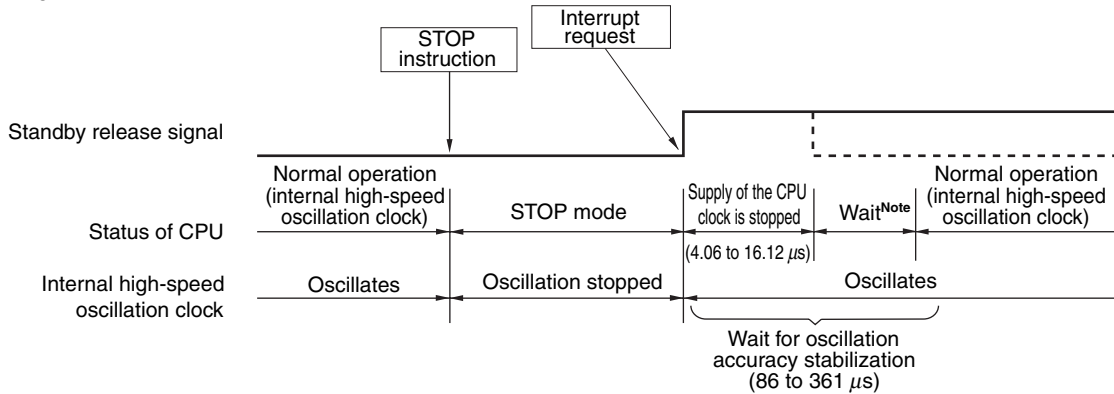 Interrupt
request
STOP
instruction
Standby release signal
Normal operation
(internal high-speed
oscillation clock)
STOP mode
Supply of the CPU
clock is stopped
(4.06 to 16.12 μs)
WaitNote
Normal operation
(internal high-speed
oscillation clock)
Status of CPU
Internal high-speed
oscillation clock
Oscillates
Oscillation stopped
Oscillates
Wait for oscillation
accuracy stabilization
(86 to 361 μs)